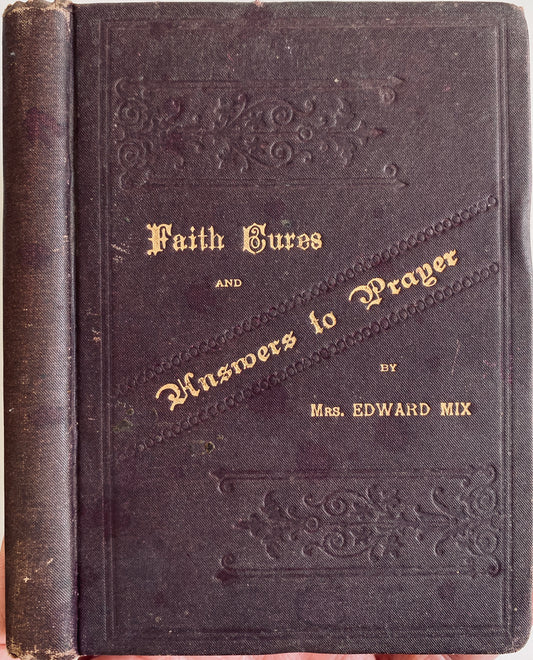 Faith Cures
AND
Answers to Prayer
BY
MRS. EDWARD MIX